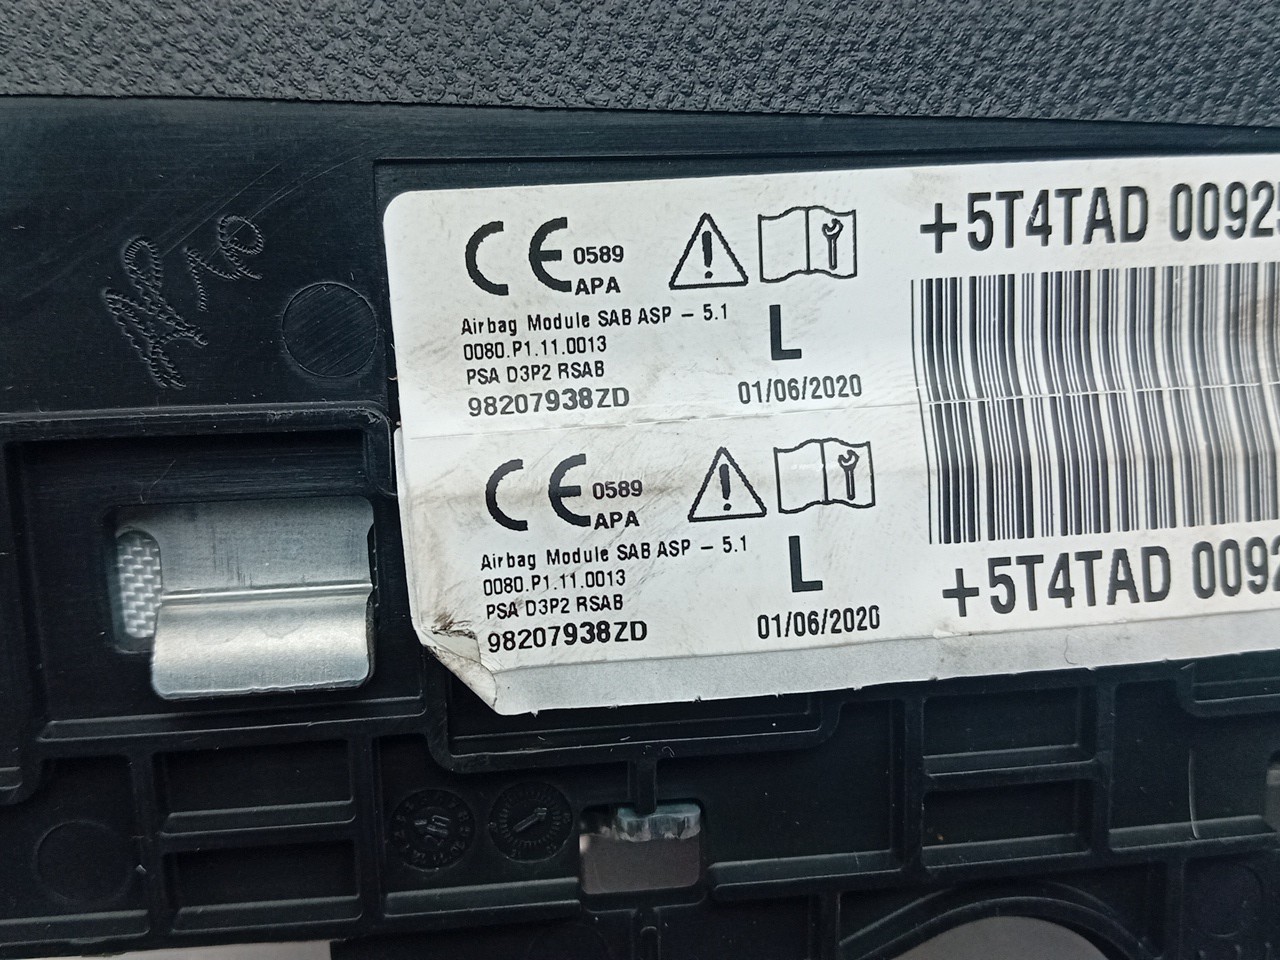 +5T4TAD 0092
CE 0589
APA
Airbag Module SAB ASP - 5.1
0080.P1.11.0013
PSA D3P2 RSAB
98207938ZD
L
01/06/2020
CE 0589
APA
Airbag Module SAB ASP - 5.1
0080.P1.11.0013
PSA D3P2 RSAB
98207938ZD
L
01/06/2020
+5T4TAD 0092